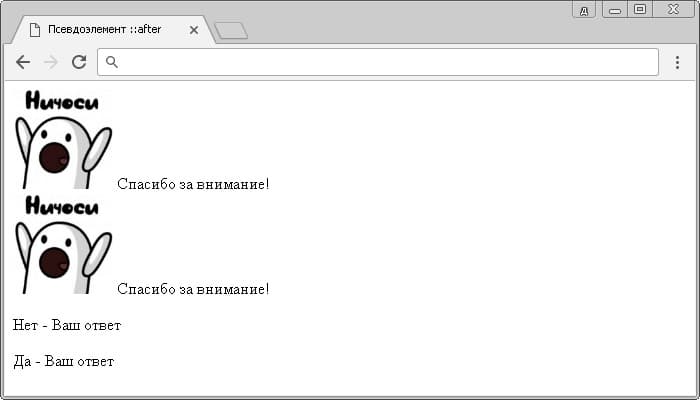 д
Псевдоэлемент ::after
Ничоси
Спасибо за внимание!
Ничоси
Спасибо за внимание!
Нет - Ваш ответ
Да - Ваш ответ